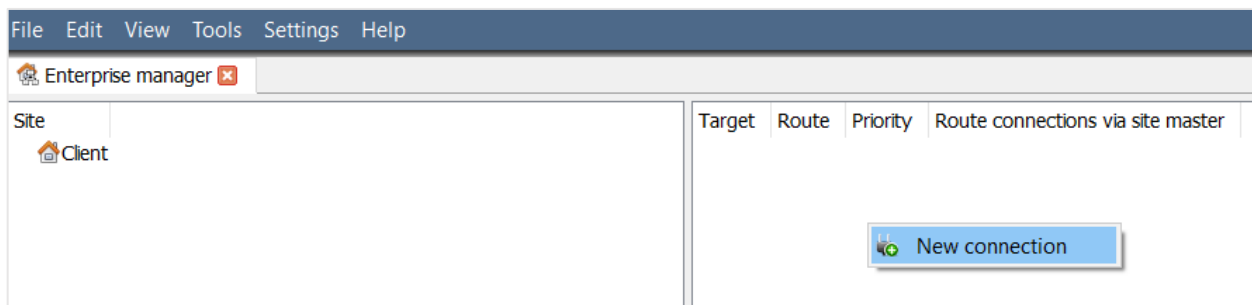 File Edit View Tools Settings Help
Enterprise manager
Site
Client
Target Route Priority Route connections via site master
New connection